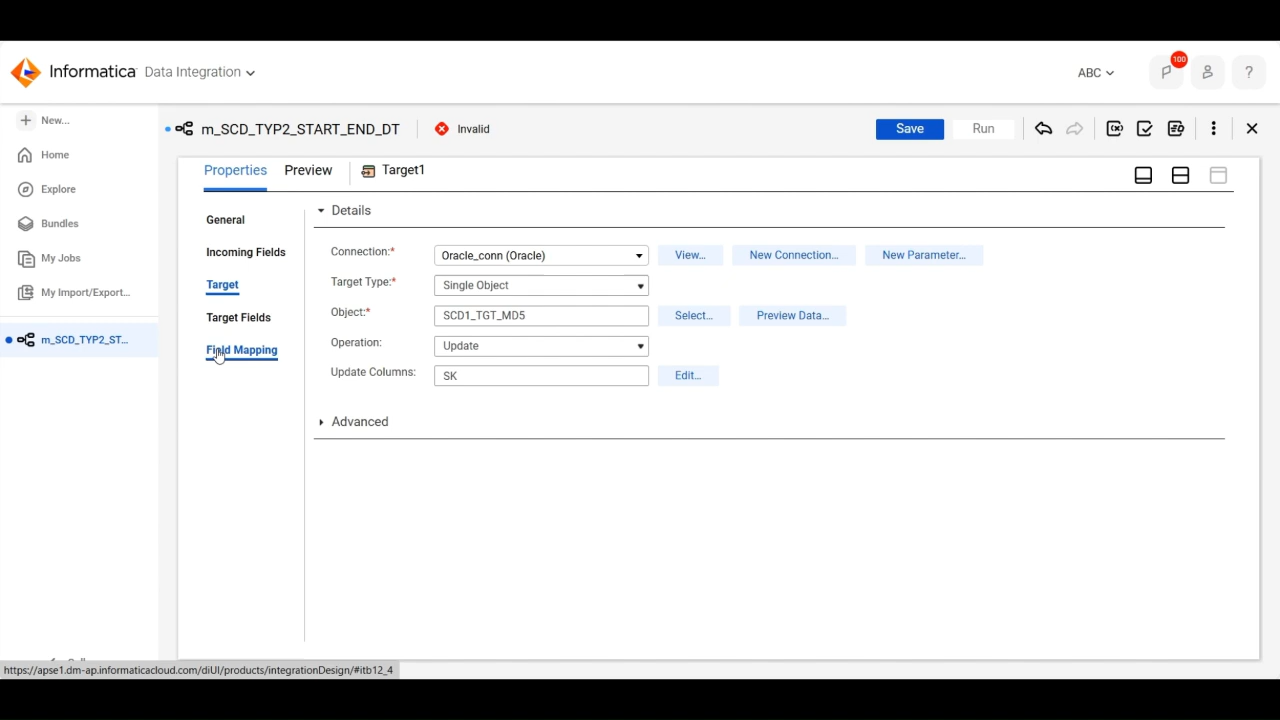 Informatica Data Integration
ABC
100
?
New...
Home
Explore
Bundles
My Jobs
My Import/Export...
m_SCD_TYP2_ST...
m_SCD_TYP2_START_END_DT
Invalid
Save
Run
Properties
Preview
Target1
General
Incoming Fields
Target
Target Fields
Field Mapping
Details
Connection:*
Oracle_conn (Oracle)
View...
New Connection...
New Parameter...
Target Type:*
Single Object
Object:*
SCD1_TGT_MD5
Select...
Preview Data...
Operation:
Update
Update Columns:
SK
Edit...
Advanced
https://apse1.dm-ap.informaticacloud.com/diUI/products/integrationDesign/#itb12_4